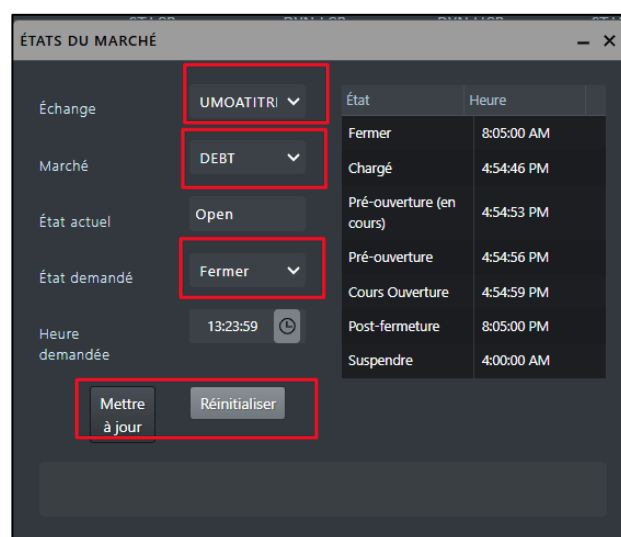 ÉTATS DU MARCHÉ
Échange
UMOATITRI
Marché
DEBT
État actuel
Open
État demandé
Fermer
Heure
demandée
13:23:59
Mettre
à jour
Réinitialiser
État Heure
Fermer 8:05:00 AM
Chargé 4:54:46 PM
Pré-ouverture (en
cours) 4:54:53 PM
Pré-ouverture 4:54:56 PM
Cours Ouverture 4:54:59 PM
Post-fermeture 8:05:00 PM
Suspendre 4:00:00 AM